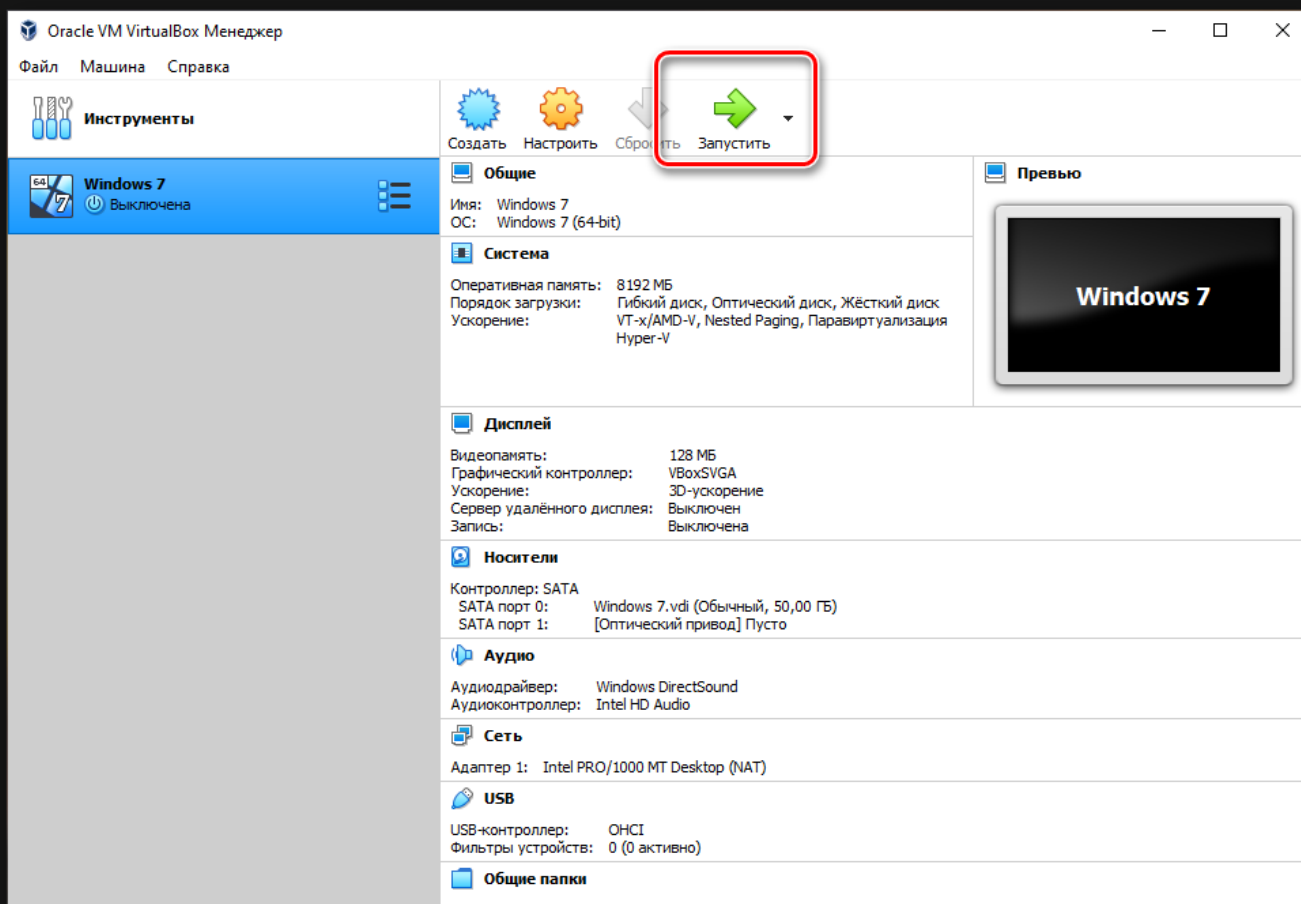 Oracle VM VirtualBox Менеджер
Файл Машина Справка
Инструменты
Создать Настроить Сбросить Запустить
64 7 Windows 7
Выключена
Общие
Имя: Windows 7
ОС: Windows 7 (64-bit)
Превью
Windows 7
Система
Оперативная память: 8192 МБ
Порядок загрузки: Гибкий диск, Оптический диск, Жёсткий диск
Ускорение: VT-x/AMD-V, Nested Paging, Паравиртуализация
Hyper-V
Дисплей
Видеопамять: 128 МБ
Графический контроллер: VBoxSVGA
Ускорение: 3D-ускорение
Сервер удалённого дисплея: Выключен
Запись: Выключена
Носители
Контроллер: SATA
SATA порт 0: Windows 7.vdi (Обычный, 50,00 ГБ)
SATA порт 1: [Оптический привод] Пусто
Аудио
Аудиодрайвер: Windows DirectSound
Аудиоконтроллер: Intel HD Audio
Сеть
Адаптер 1: Intel PRO/1000 MT Desktop (NAT)
USB
USB-контроллер: OHCI
Фильтры устройств: 0 (0 активно)
Общие папки